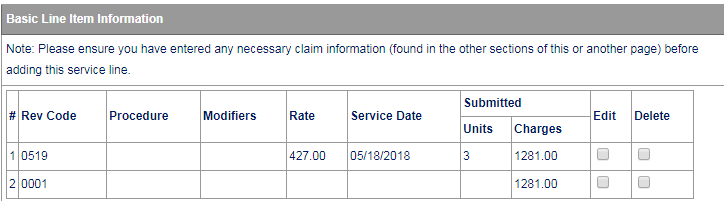 Basic Line Item Information
Note: Please ensure you have entered any necessary claim information (found in the other sections of this or another page) before
adding this service line.
# Rev Code Procedure Modifiers Rate Service Date Submitted Edit Delete
Units Charges
1 0519 427.00 05/18/2018 3 1281.00
2 0001 1281.00